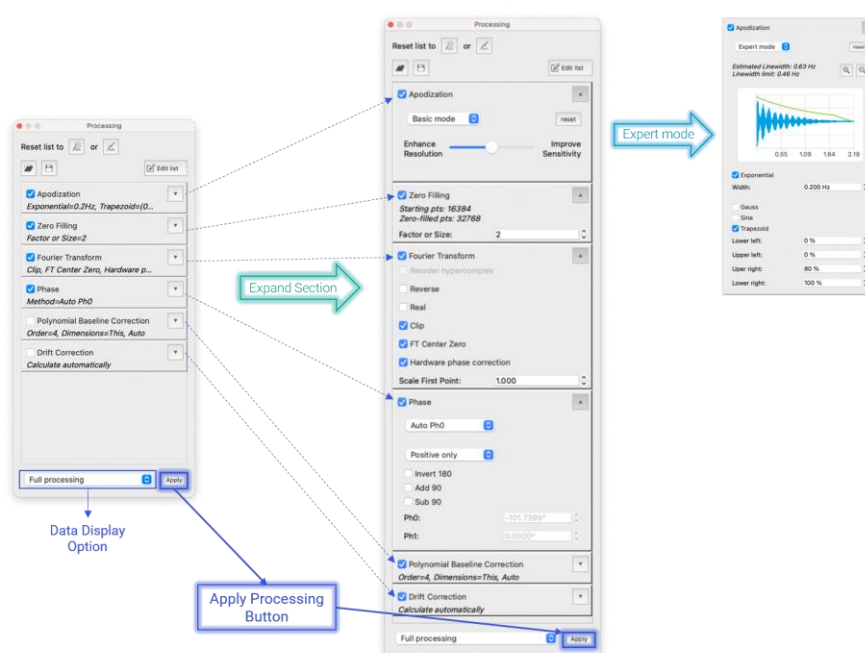 Processing
Reset list to or
Edit list
Apodization
Exponential=0.2Hz, Trapezoid=(0...
Zero Filling
Factor or Size=2
Fourier Transform
Clip, FT Center Zero, Hardware p...
Phase
Method=Auto Ph0
Polynomial Baseline Correction
Order=4, Dimensions=This, Auto
Drift Correction
Calculate automatically
Full processing
Apply
Data Display
Option
Expand Section
Apply Processing
Button
Processing
Reset list to or
Edit list
Apodization
Basic mode
reset
Enhance Improve
Resolution Sensitivity
Zero Filling
Starting pts: 16384
Zero-filled pts: 32768
Factor or Size: 2
Fourier Transform
Reorder hypercomplex
Reverse
Real
Clip
FT Center Zero
Hardware phase correction
Scale First Point: 1.000
Phase
Auto Ph0
Positive only
Invert 180
Add 90
Sub 90
Ph0: -101.7399°
Ph1: 0.0000°
Polynomial Baseline Correction
Order=4, Dimensions=This, Auto
Drift Correction
Calculate automatically
Full processing
Apply
Expert mode
Apodization
Expert mode
reset
Estimated Linewidth: 0.63 Hz
Linewidth limit: 0.46 Hz
0.55 1.09 1.64 2.19
Exponential
Width: 0.200 Hz
Gauss
Sine
Trapezoid
Lower left: 0 %
Upper left: 0 %
Uper right: 80 %
Lower right: 100 %